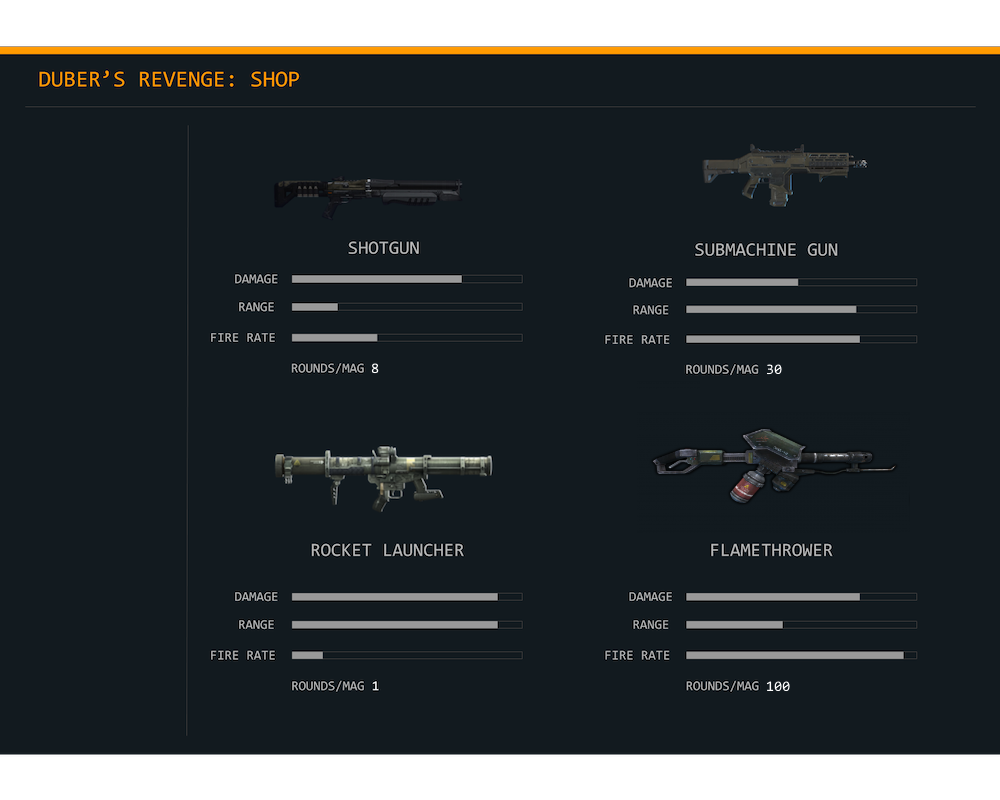 DUBER’S REVENGE: SHOP
SHOTGUN
DAMAGE
RANGE
FIRE RATE
ROUNDS/MAG 8
SUBMACHINE GUN
DAMAGE
RANGE
FIRE RATE
ROUNDS/MAG 30
ROCKET LAUNCHER
DAMAGE
RANGE
FIRE RATE
ROUNDS/MAG 1
FLAMETHROWER
DAMAGE
RANGE
FIRE RATE
ROUNDS/MAG 100